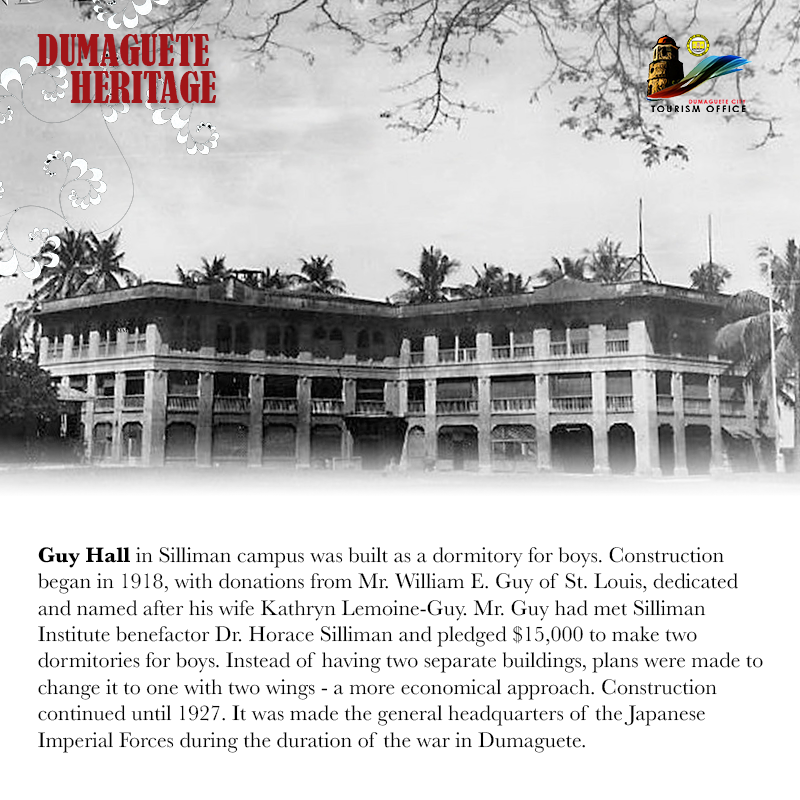 DUMAGUETE
HERITAGE
DUMAGUETE CITY
TOURISM OFFICE
Guy Hall in Silliman campus was built as a dormitory for boys. Construction
began in 1918, with donations from Mr. William E. Guy of St. Louis, dedicated
and named after his wife Kathryn Lemoine-Guy. Mr. Guy had met Silliman
Institute benefactor Dr. Horace Silliman and pledged $15,000 to make two
dormitories for boys. Instead of having two separate buildings, plans were made to
change it to one with two wings - a more economical approach. Construction
continued until 1927. It was made the general headquarters of the Japanese
Imperial Forces during the duration of the war in Dumaguete.